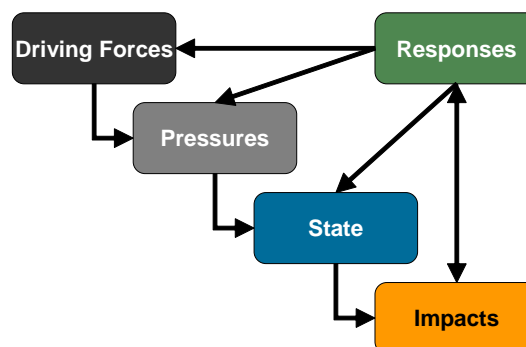 Driving Forces
Responses
Pressures
State
Impacts